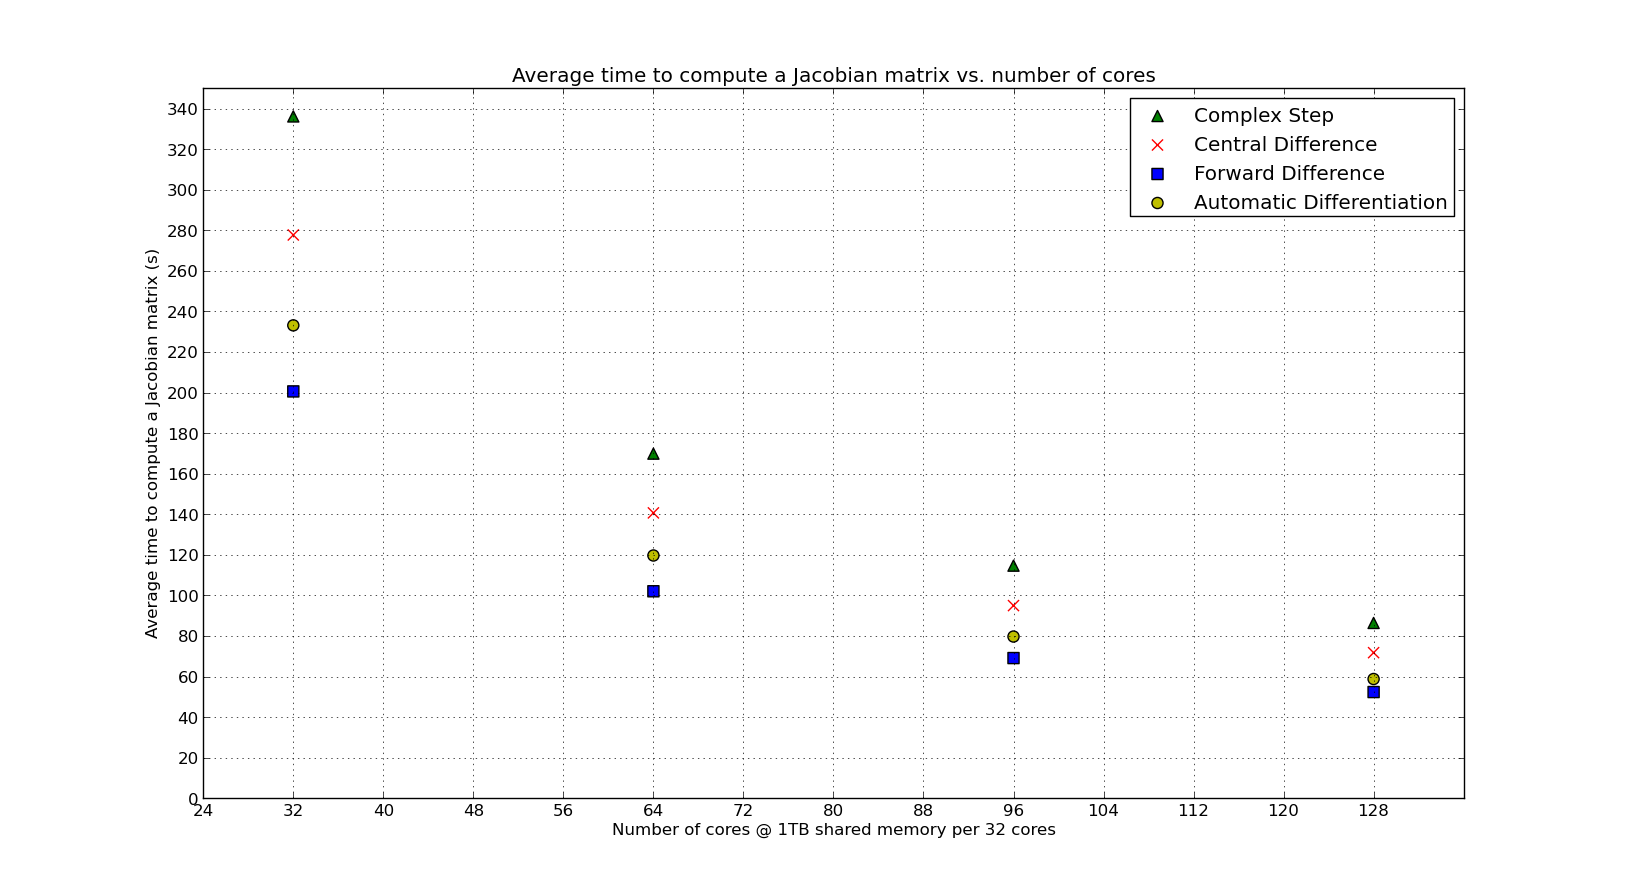 Average time to compute a Jacobian matrix vs. number of cores
Complex Step
Central Difference
Forward Difference
Automatic Differentiation
Average time to compute a Jacobian matrix (s)
340
320
300
280
260
240
220
200
180
160
140
120
100
80
60
40
20
0
24 32 40 48 56 64 72 80 88 96 104 112 120 128
Number of cores @ 1TB shared memory per 32 cores